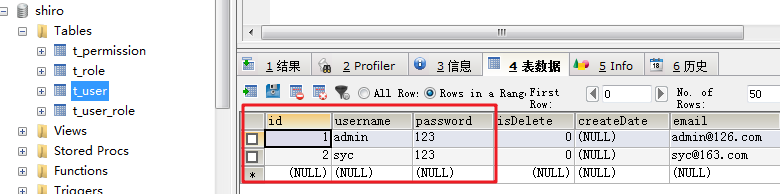 shiro
Tables
t_permission
t_role
t_user
t_user_role
Views
Stored Procs
Functions
Triggers
1 结果 2 Profiler 3 信息 4 表数据 5 Info 6 历史
All Row: Rows in a Rang First Row: 0 No. of Rows: 50
id username password isDelete createDate email
1 admin 123 0 (NULL) admin@126.com
2 syc 123 0 (NULL) syc@163.com
* (NULL) (NULL) (NULL) (NULL) (NULL) (NULL)